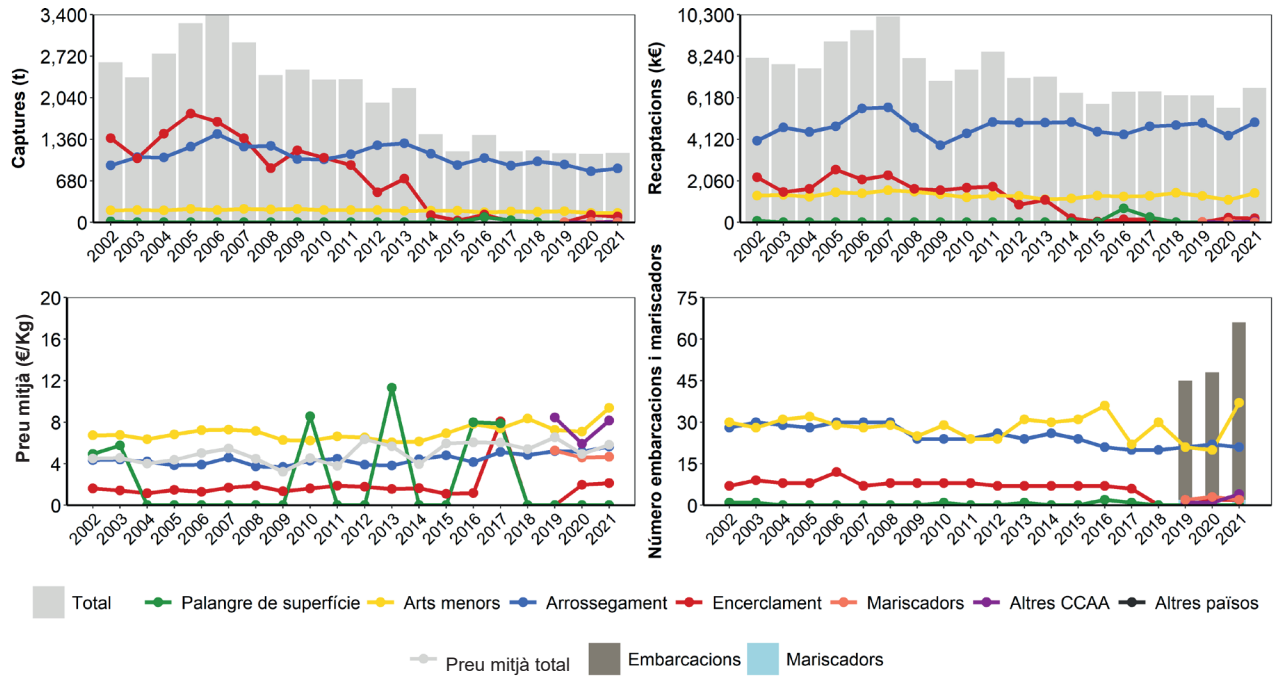 Captures (t)
3,400
2,720
2,040
1,360
680
0
2002 2003 2004 2005 2006 2007 2008 2009 2010 2011 2012 2013 2014 2015 2016 2017 2018 2019 2020 2021
Recaptacions (k€)
10,300
8,240
6,180
4,120
2,060
0
2002 2003 2004 2005 2006 2007 2008 2009 2010 2011 2012 2013 2014 2015 2016 2017 2018 2019 2020 2021
Preu mitjà (€/Kg)
20
16
12
8
4
0
2002 2003 2004 2005 2006 2007 2008 2009 2010 2011 2012 2013 2014 2015 2016 2017 2018 2019 2020 2021
Número embarcacions i mariscadors
75
60
45
30
15
0
2002 2003 2004 2005 2006 2007 2008 2009 2010 2011 2012 2013 2014 2015 2016 2017 2018 2019 2020 2021
Total Palangre de superfície Arts menors Arrossegament Encerclament Mariscadors Altres CCAA Altres països
Preu mitjà total Embarcacions Mariscadors